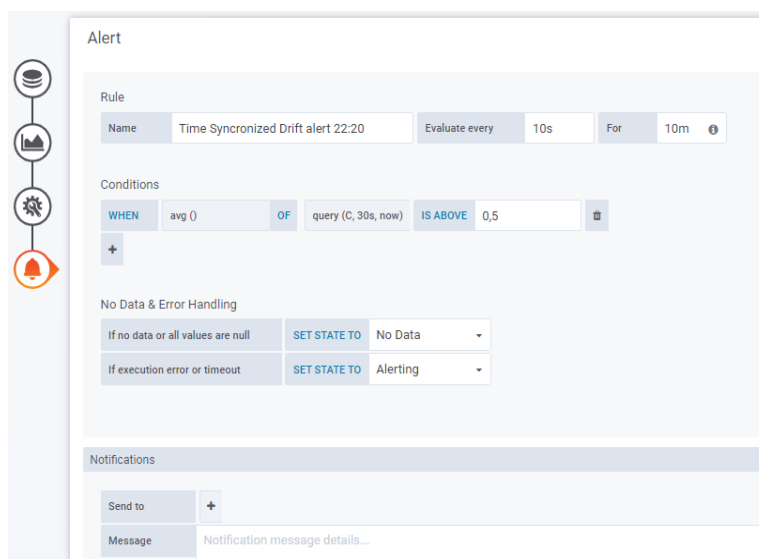 Alert
Rule
Name Time Syncronized Drift alert 22:20 Evaluate every 10s For 10m
Conditions
WHEN avg () OF query (C, 30s, now) IS ABOVE 0,5
+
No Data & Error Handling
If no data or all values are null SET STATE TO No Data
If execution error or timeout SET STATE TO Alerting
Notifications
Send to +
Message Notification message details...